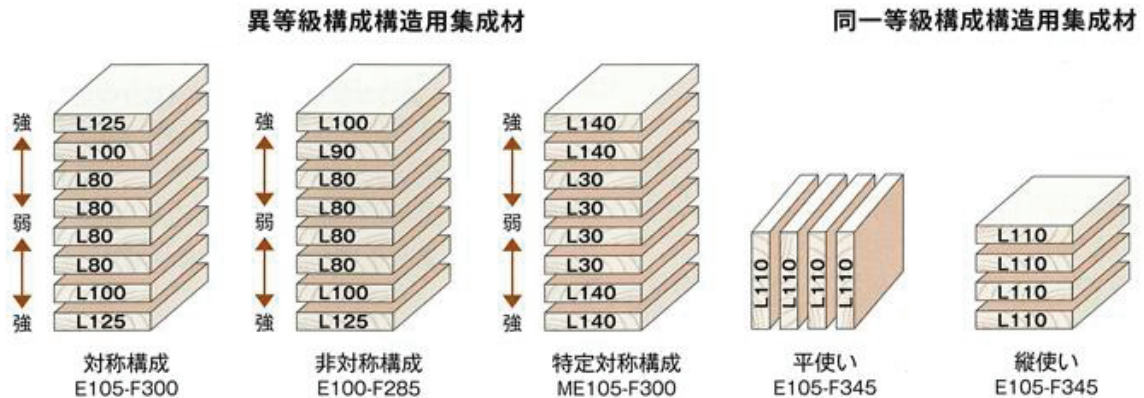 異等級構成構造用集成材
同一等級構成構造用集成材
強
弱
強
L125
L100
L80
L80
L80
L80
L100
L125
対称構成
E105-F300
強
弱
強
L100
L90
L80
L80
L80
L80
L100
L125
非対称構成
E100-F285
強
弱
強
L140
L140
L30
L30
L30
L30
L140
L140
特定対称構成
ME105-F300
L110
L110
L110
L110
平使い
E105-F345
L110
L110
L110
L110
縦使い
E105-F345